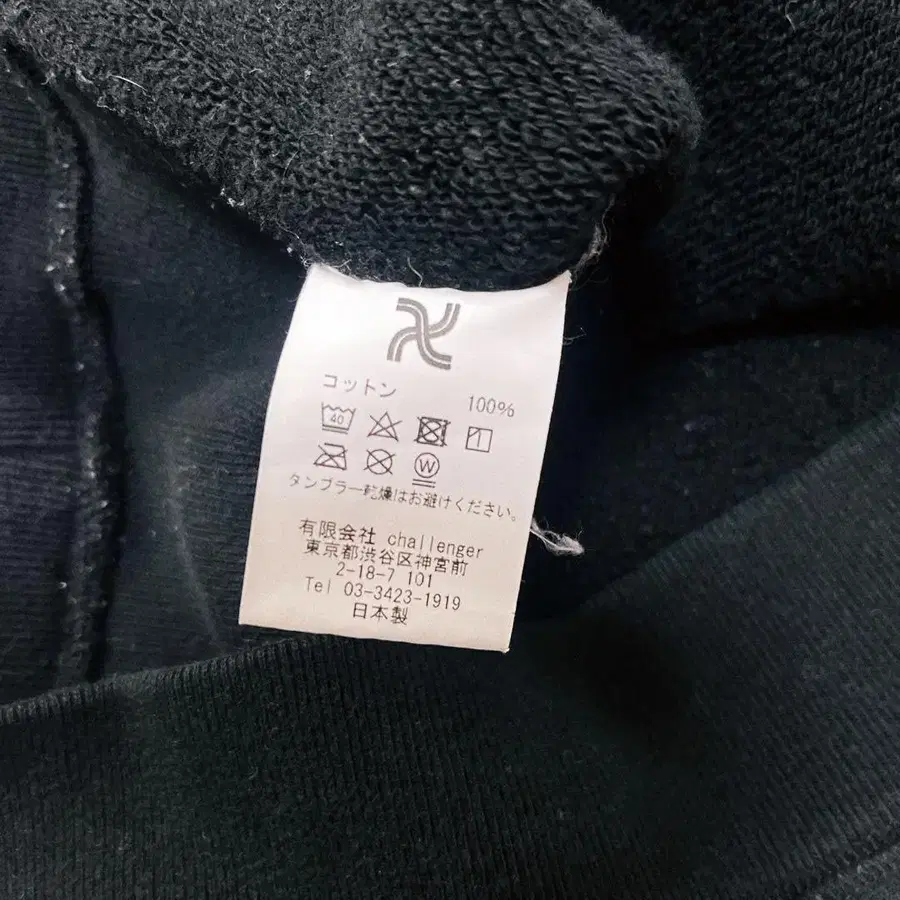 コットン
100%
40
1
W
タンブラー乾燥はお避けください。
有限会社 challenger
東京都渋谷区神宮前
2-18-7 101
Tel 03-3423-1919
日本製